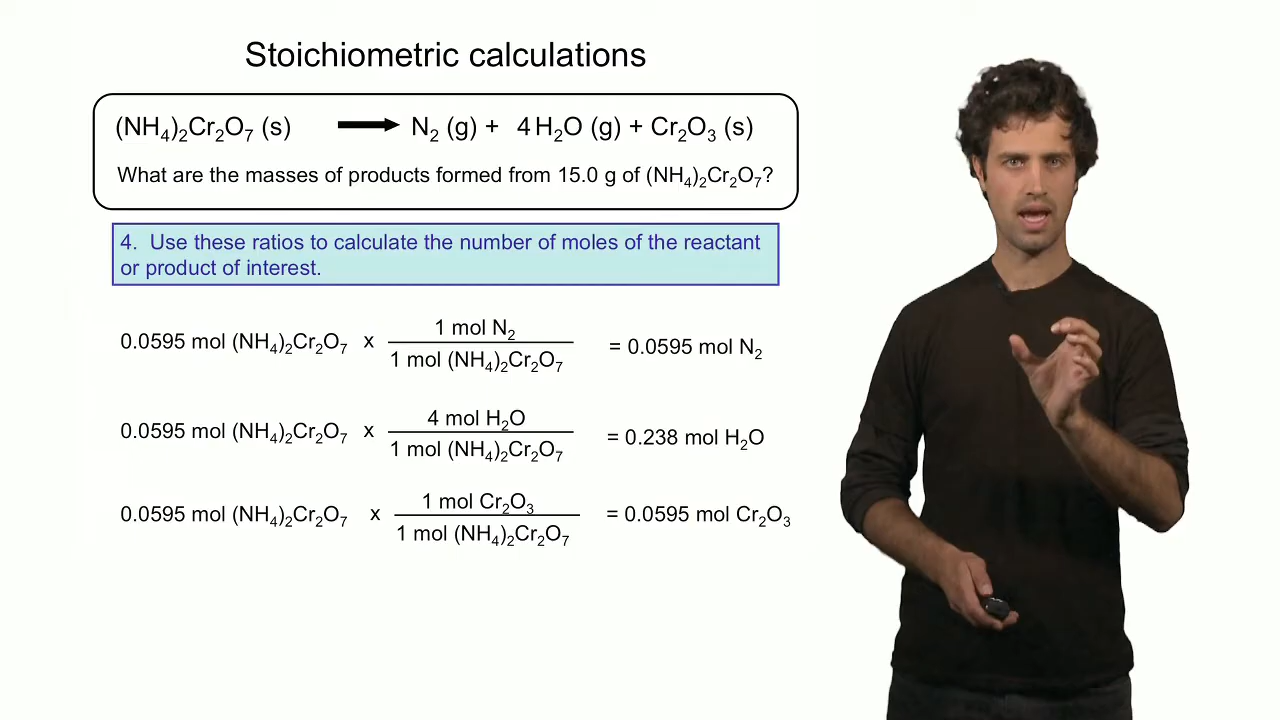 Stoichiometric calculations
(NH₄)₂Cr₂O₇ (s) → N₂ (g) + 4 H₂O (g) + Cr₂O₃ (s)
What are the masses of products formed from 15.0 g of (NH₄)₂Cr₂O₇?
4. Use these ratios to calculate the number of moles of the reactant
or product of interest.
1 mol N₂
0.0595 mol (NH₄)₂Cr₂O₇ x = 0.0595 mol N₂
1 mol (NH₄)₂Cr₂O₇
4 mol H₂O
0.0595 mol (NH₄)₂Cr₂O₇ x = 0.238 mol H₂O
1 mol (NH₄)₂Cr₂O₇
1 mol Cr₂O₃
0.0595 mol (NH₄)₂Cr₂O₇ x = 0.0595 mol Cr₂O₃
1 mol (NH₄)₂Cr₂O₇